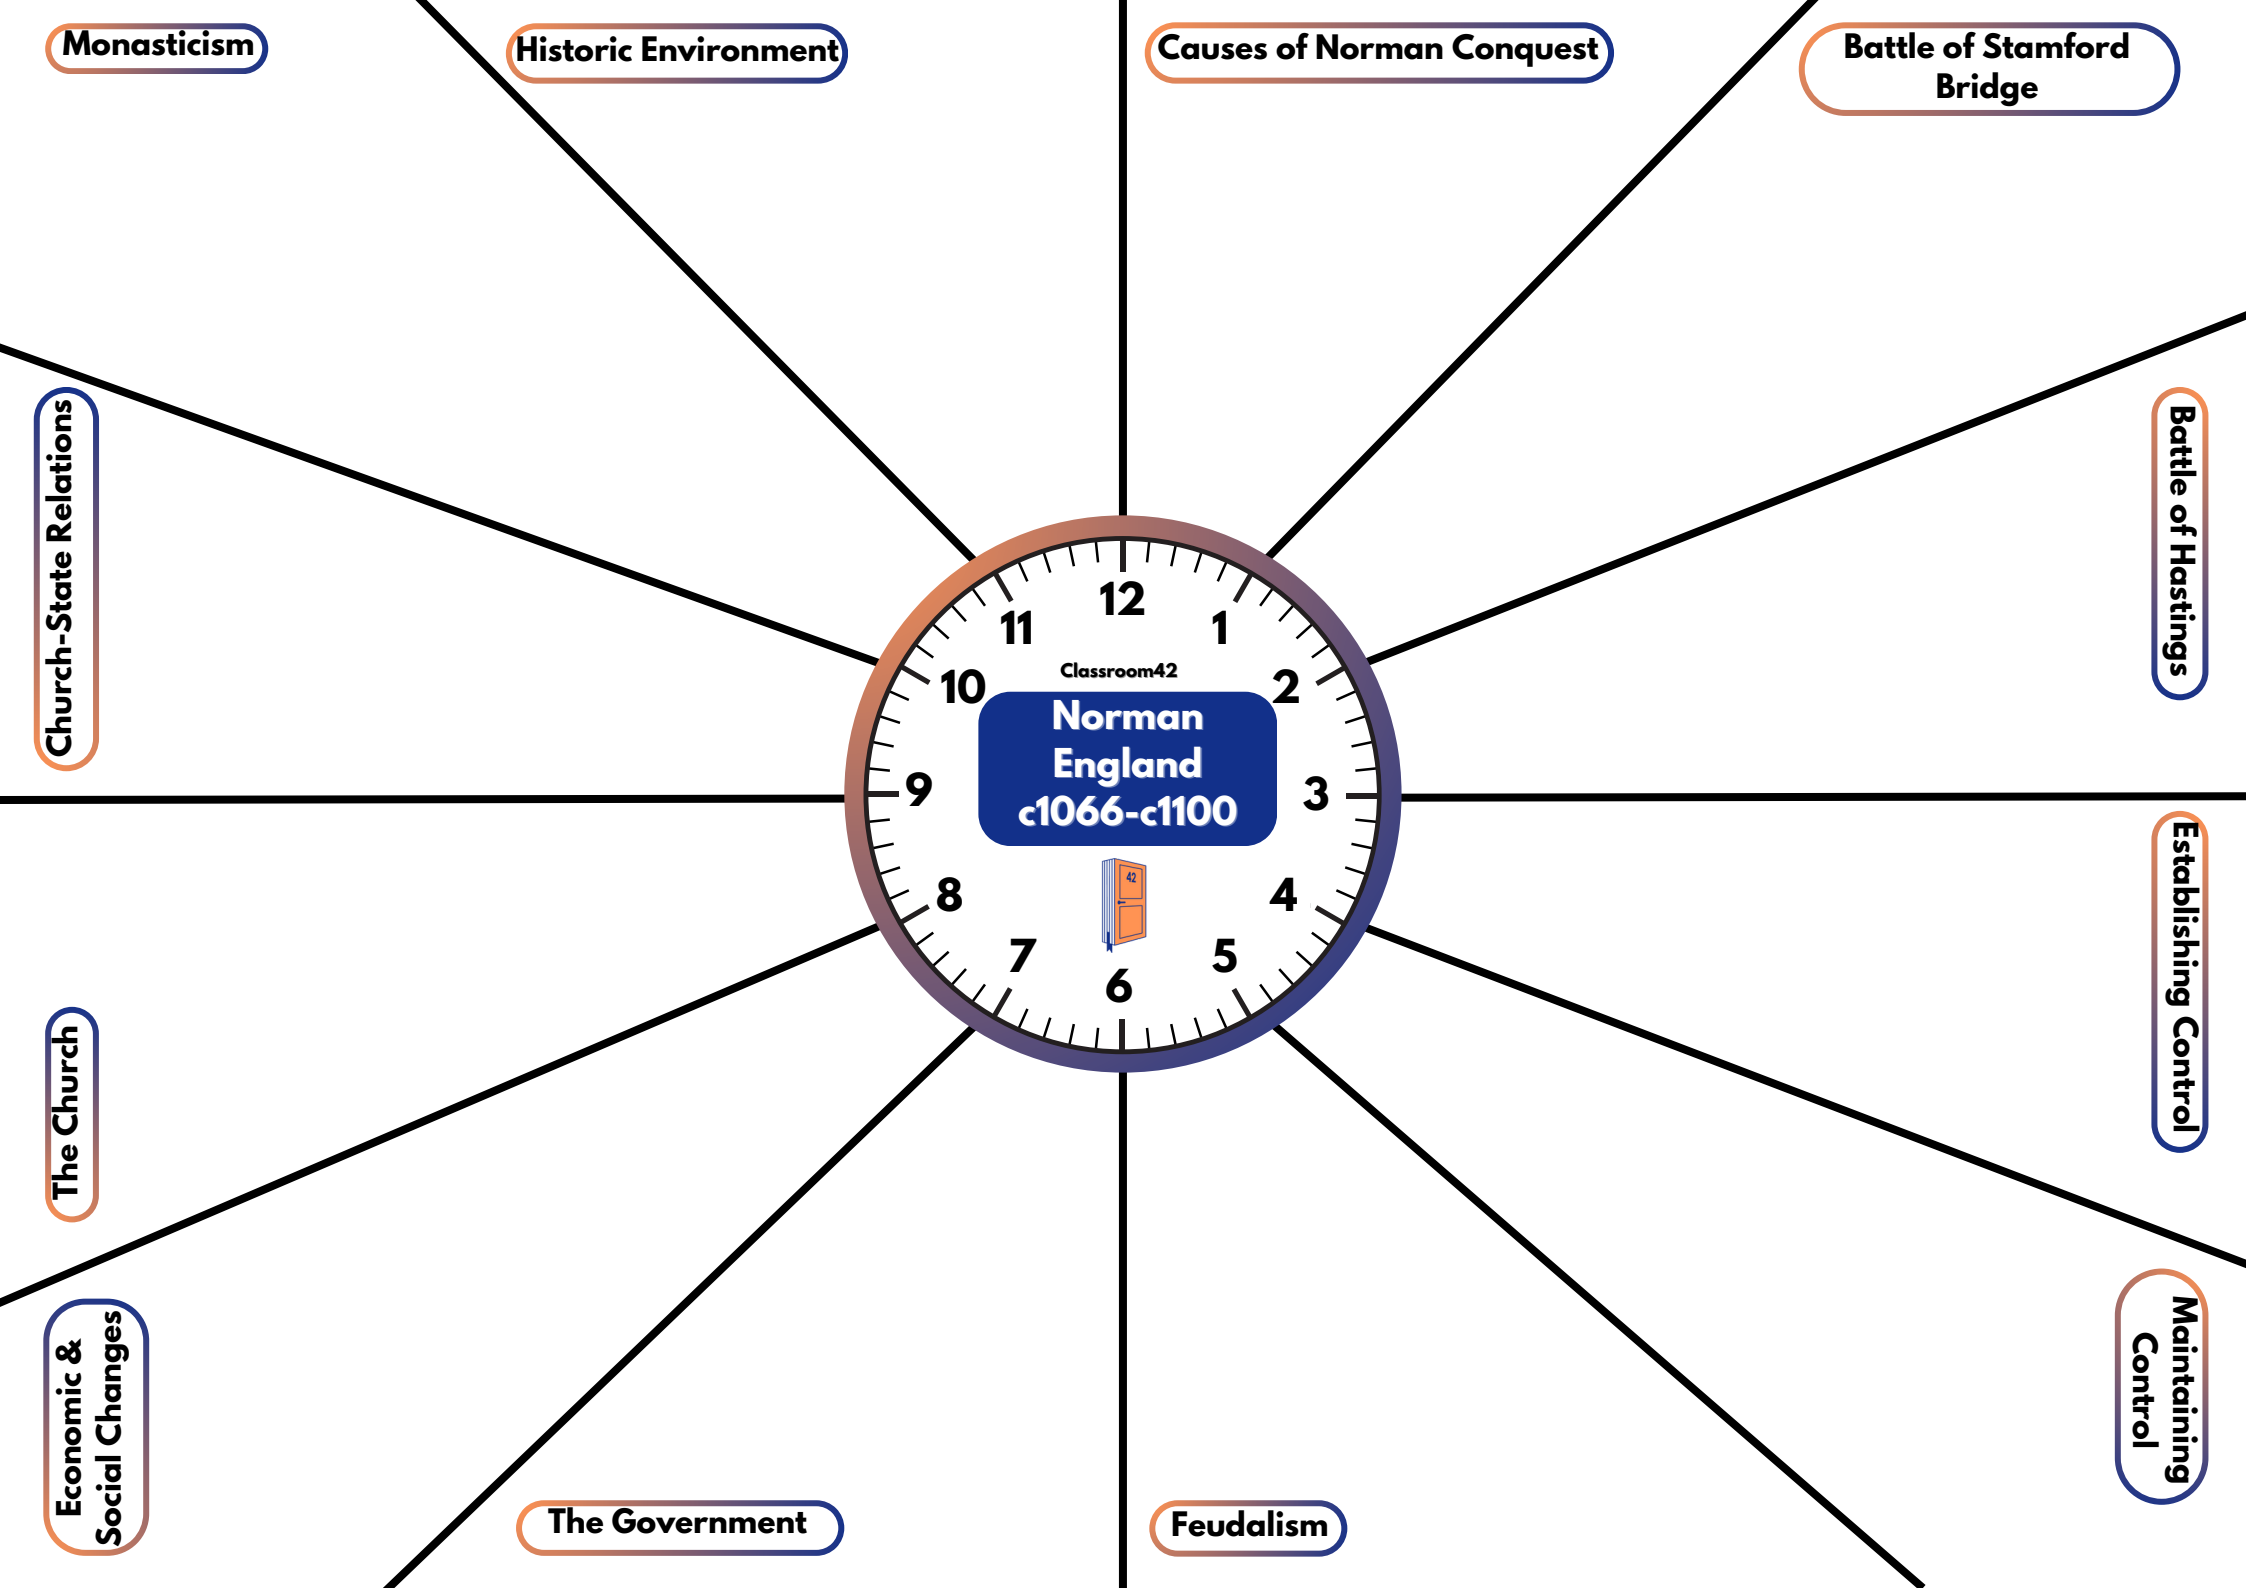 Monasticism
Historic Environment
Causes of Norman Conquest
Battle of Stamford
Bridge
Battle of Hastings
Establishing Control
Maintaining
Control
Feudalism
The Government
Economic &
Social Changes
The Church
Church-State Relations
12
1
2
3
4
5
6
7
8
9
10
11
Classroom42
Norman
England
c1066-c1100
42